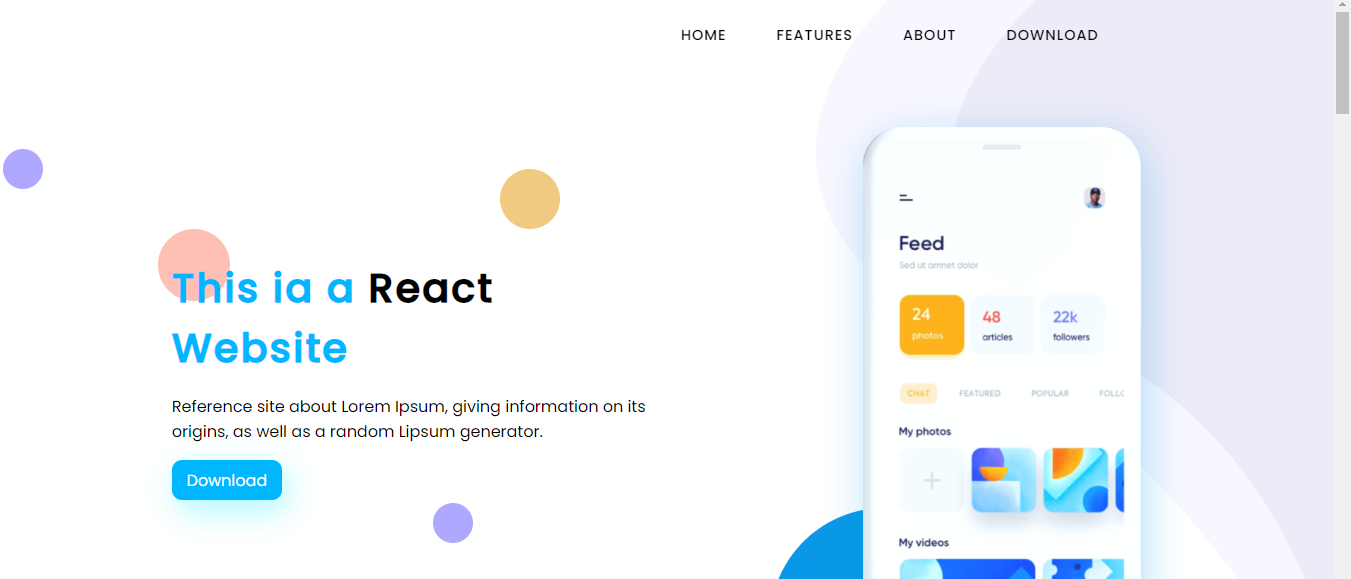 HOME FEATURES ABOUT DOWNLOAD
This ia a React
Website
Reference site about Lorem Ipsum, giving information on its
origins, as well as a random Lipsum generator.
Download
Feed
Sed ut amnet dolor
24 48 22k
photos articles followers
CHAT FEATURED POPULAR FOLLC
My photos
My videos